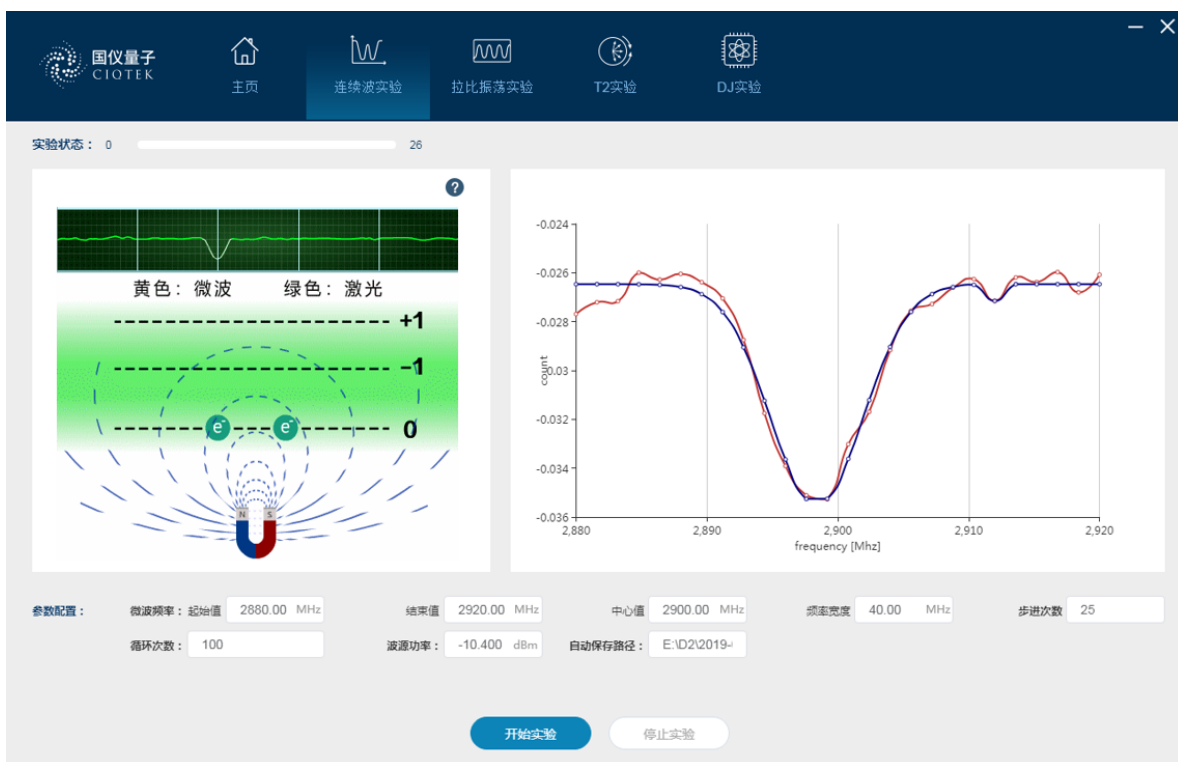 国仪量子
CIQTEK
主页
连续波实验
拉比振荡实验
T2实验
DJ实验
实验状态： 0 26
?
黄色：微波 绿色：激光
+1
−1
e- e- 0
N S
-0.024
-0.026
-0.028
-0.03
-0.032
-0.034
-0.036
count
2,880 2,890 2,900 2,910 2,920
frequency [Mhz]
参数配置： 微波频率：起始值 2880.00 MHz 结束值 2920.00 MHz 中心值 2900.00 MHz 频率宽度 40.00 MHz 步进次数 25
循环次数： 100 波源功率： -10.400 dBm 自动保存路径： E:\D2\2019-
开始实验 停止实验